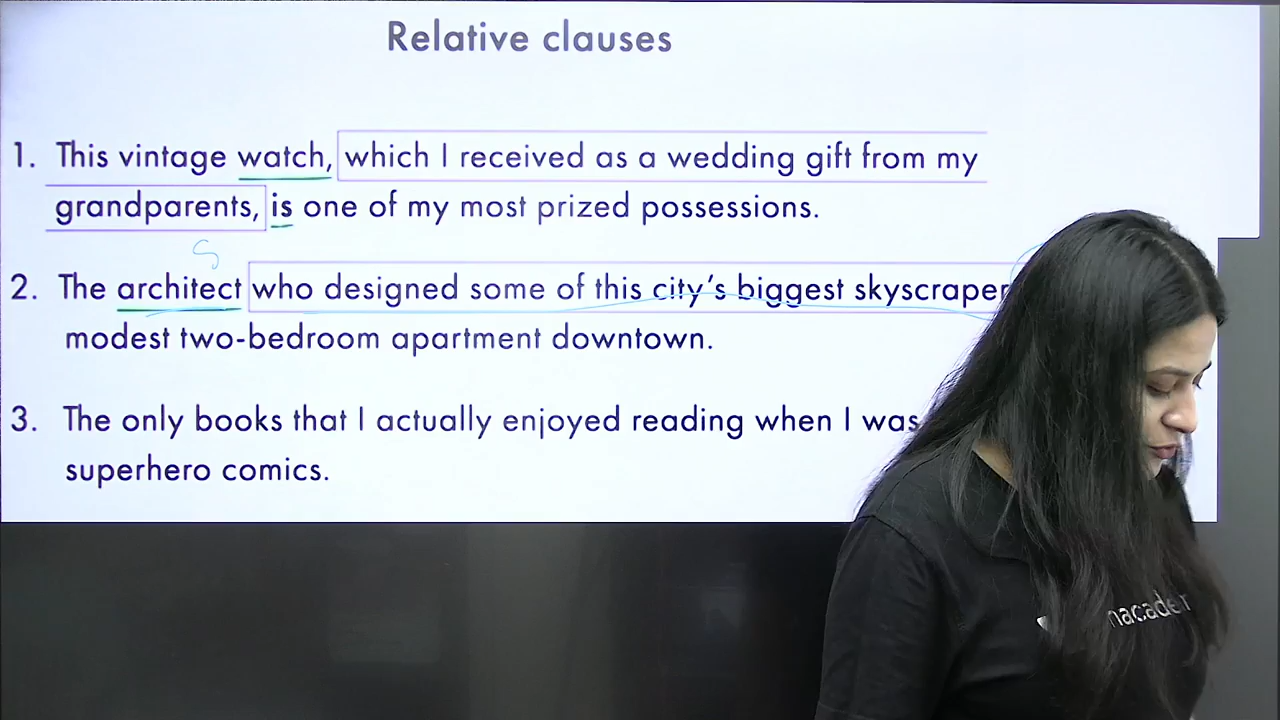 Relative clauses
1. This vintage watch, which I received as a wedding gift from my
grandparents, is one of my most prized possessions.
S
2. The architect who designed some of this city's biggest
modest two-bedroom apartment downtown.
3. The only books that I actually enjoyed reading when I was
superhero comics.